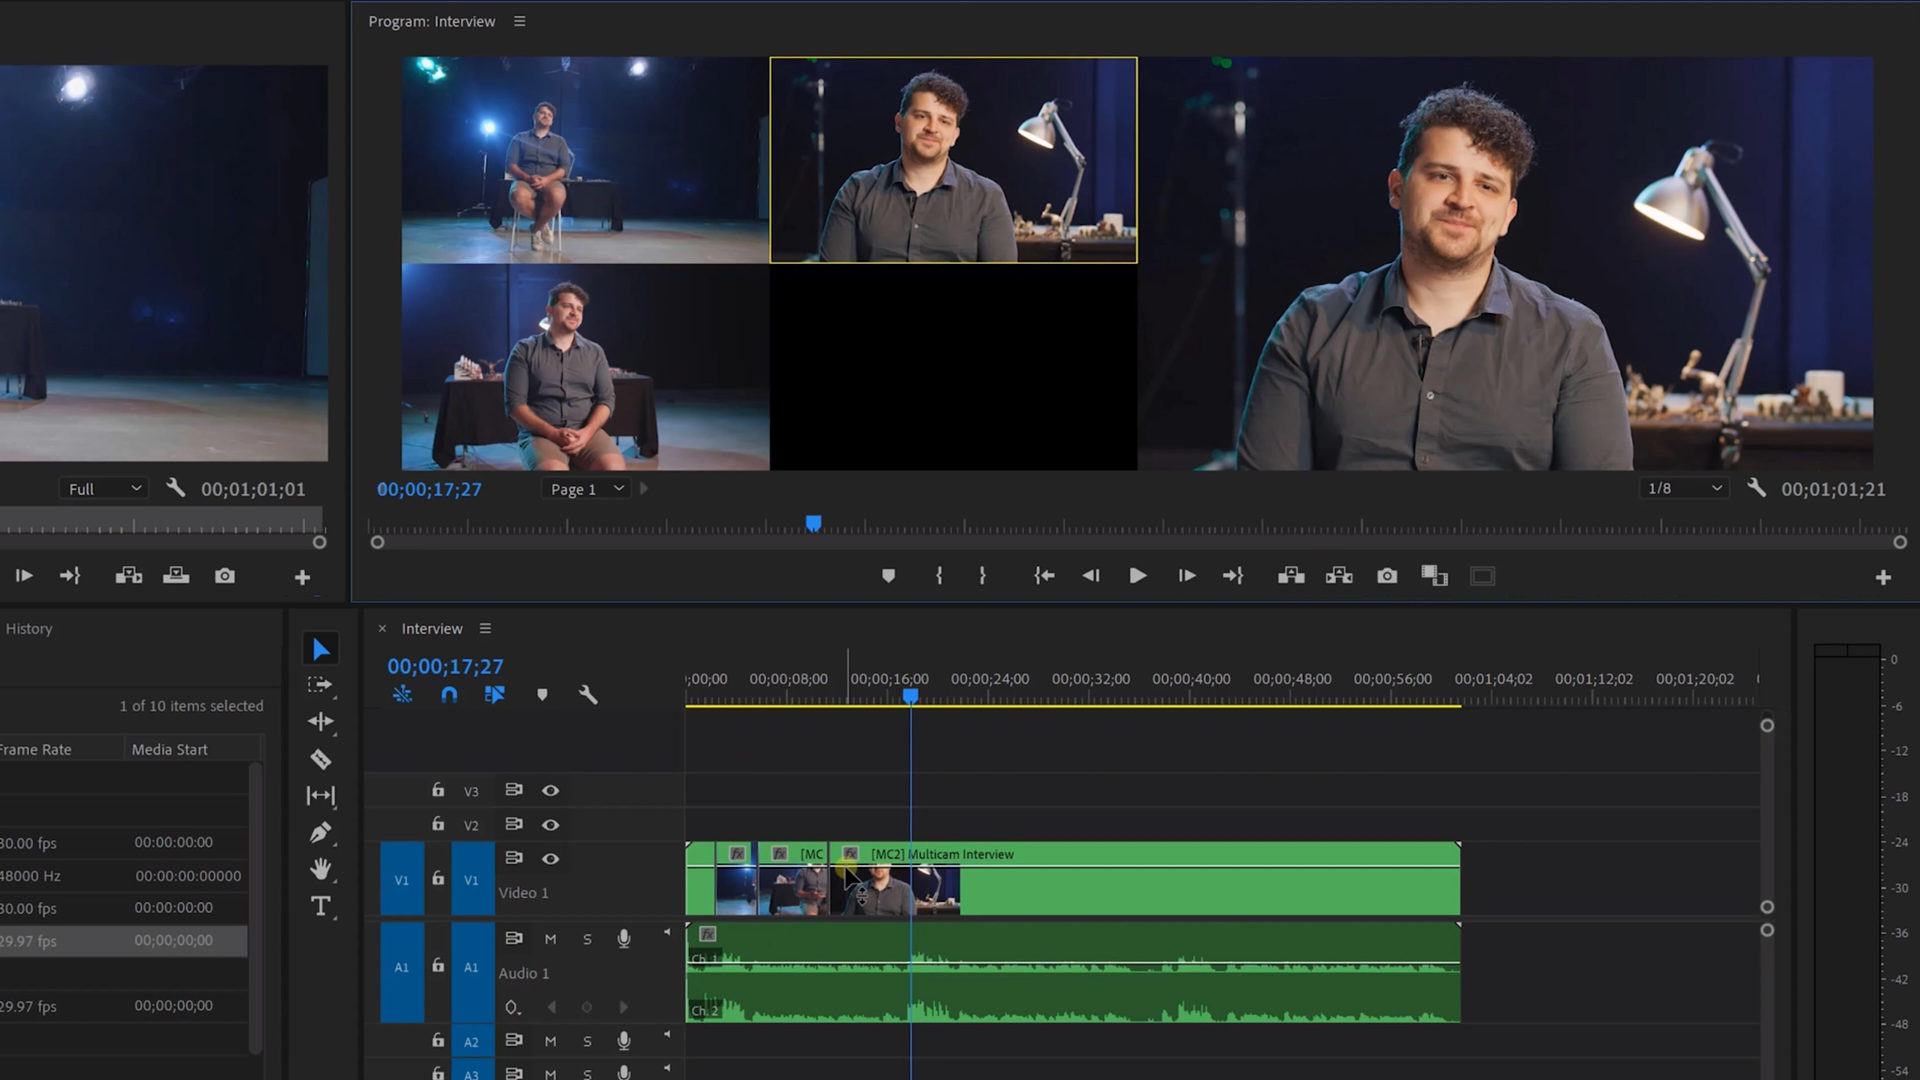 Program: Interview
Full
00;01;01;01
00;00;17;27
Page 1
1/8
00;01;01;21
History
1 of 10 items selected
Frame Rate
Media Start
30.00 fps
00:00:00:00
48000 Hz
00:00:00:00000
30.00 fps
00:00:00:00
29.97 fps
00;00;00;00
29.97 fps
00;00;00;00
Interview
00;00;17;27
;00;00
00;00;08;00
00;00;16;00
00;00;24;00
00;00;32;00
00;00;40;00
00;00;48;00
00;00;56;00
00;01;04;02
00;01;12;02
00;01;20;02
V3
V2
V1
V1
Video 1
fx
fx
[MC
fx
[MC2] Multicam Interview
A1
A1
M
S
Audio 1
fx
Ch. 1
Ch. 2
A2
M
S
A3
M
S
0
-6
-12
-18
-24
-30
-36
-42
-48
-54